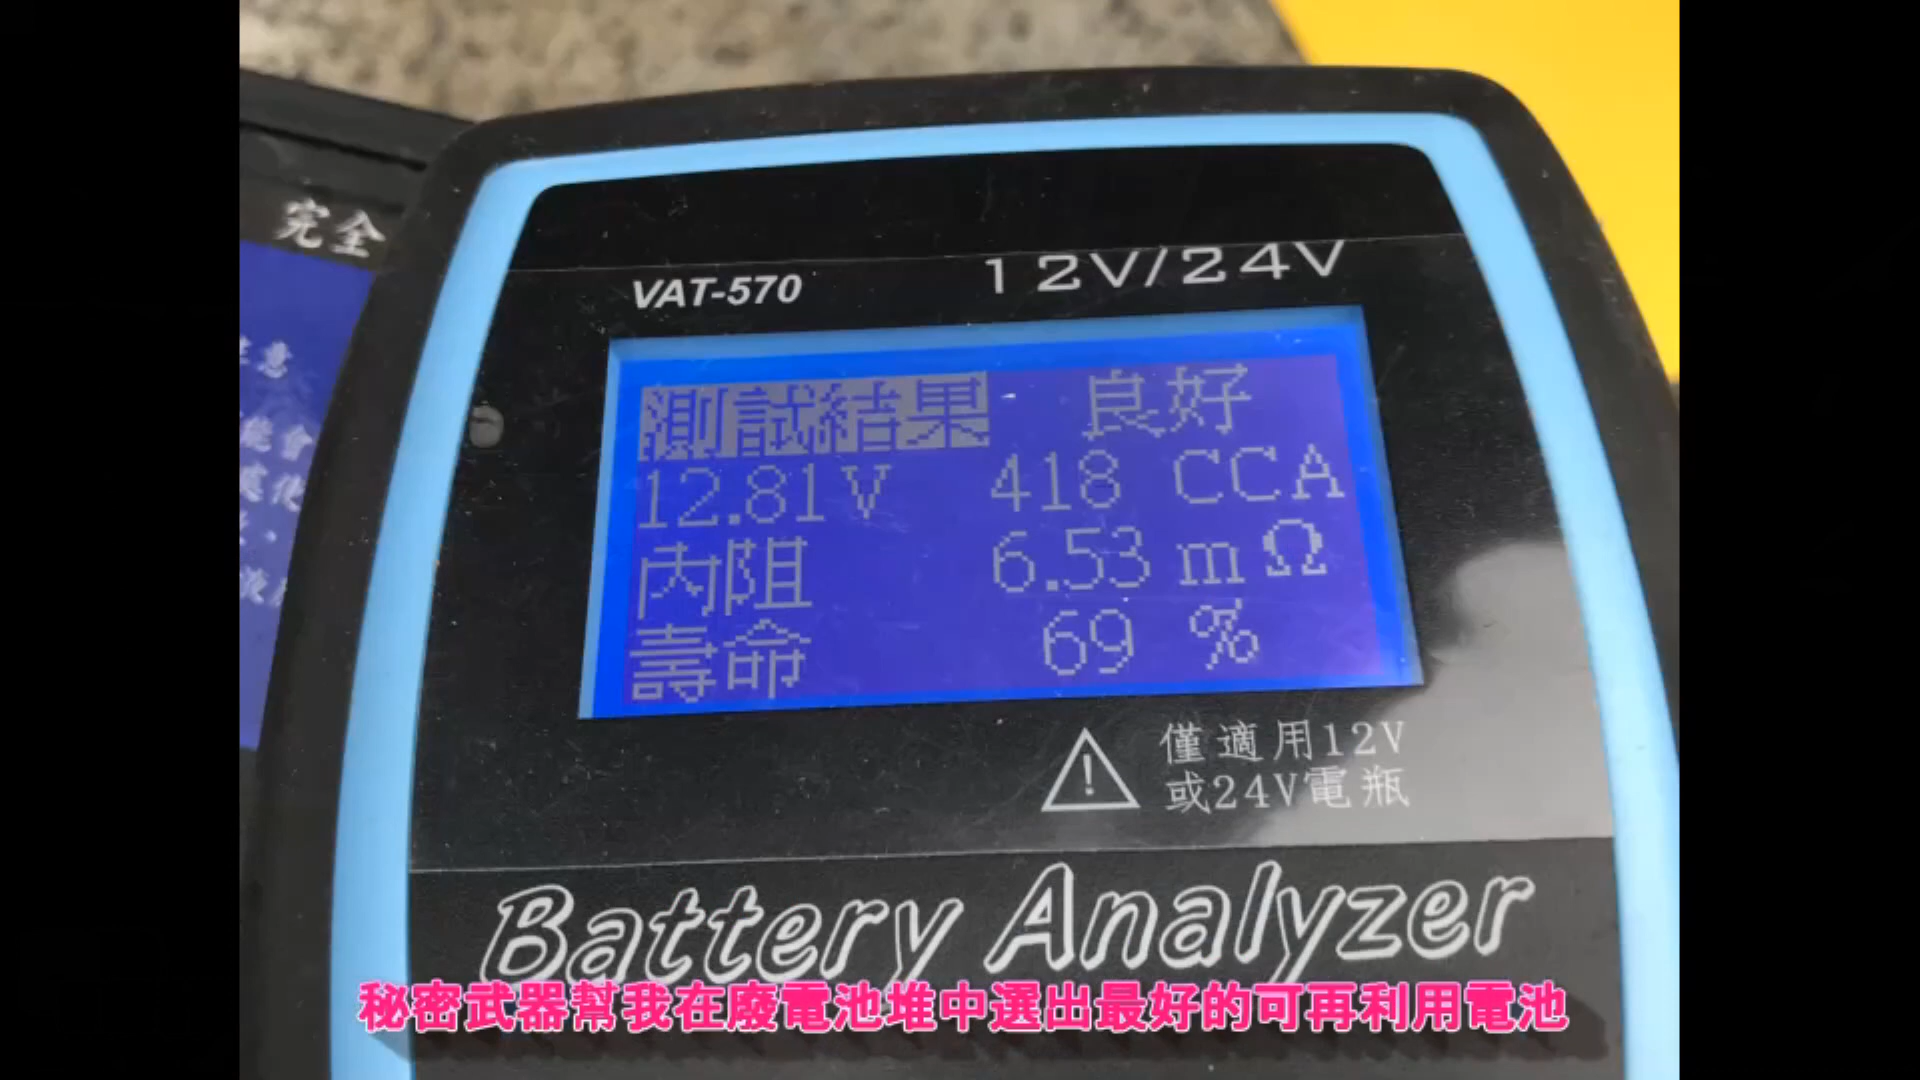 完全
VAT-570
12V/24V
測試結果 良好
12.81V 418 CCA
內阻 6.53 mΩ
壽命 69 %
僅適用12V
或24V電瓶
Battery Analyzer
秘密武器幫我在廢電池堆中選出最好的可再利用電池